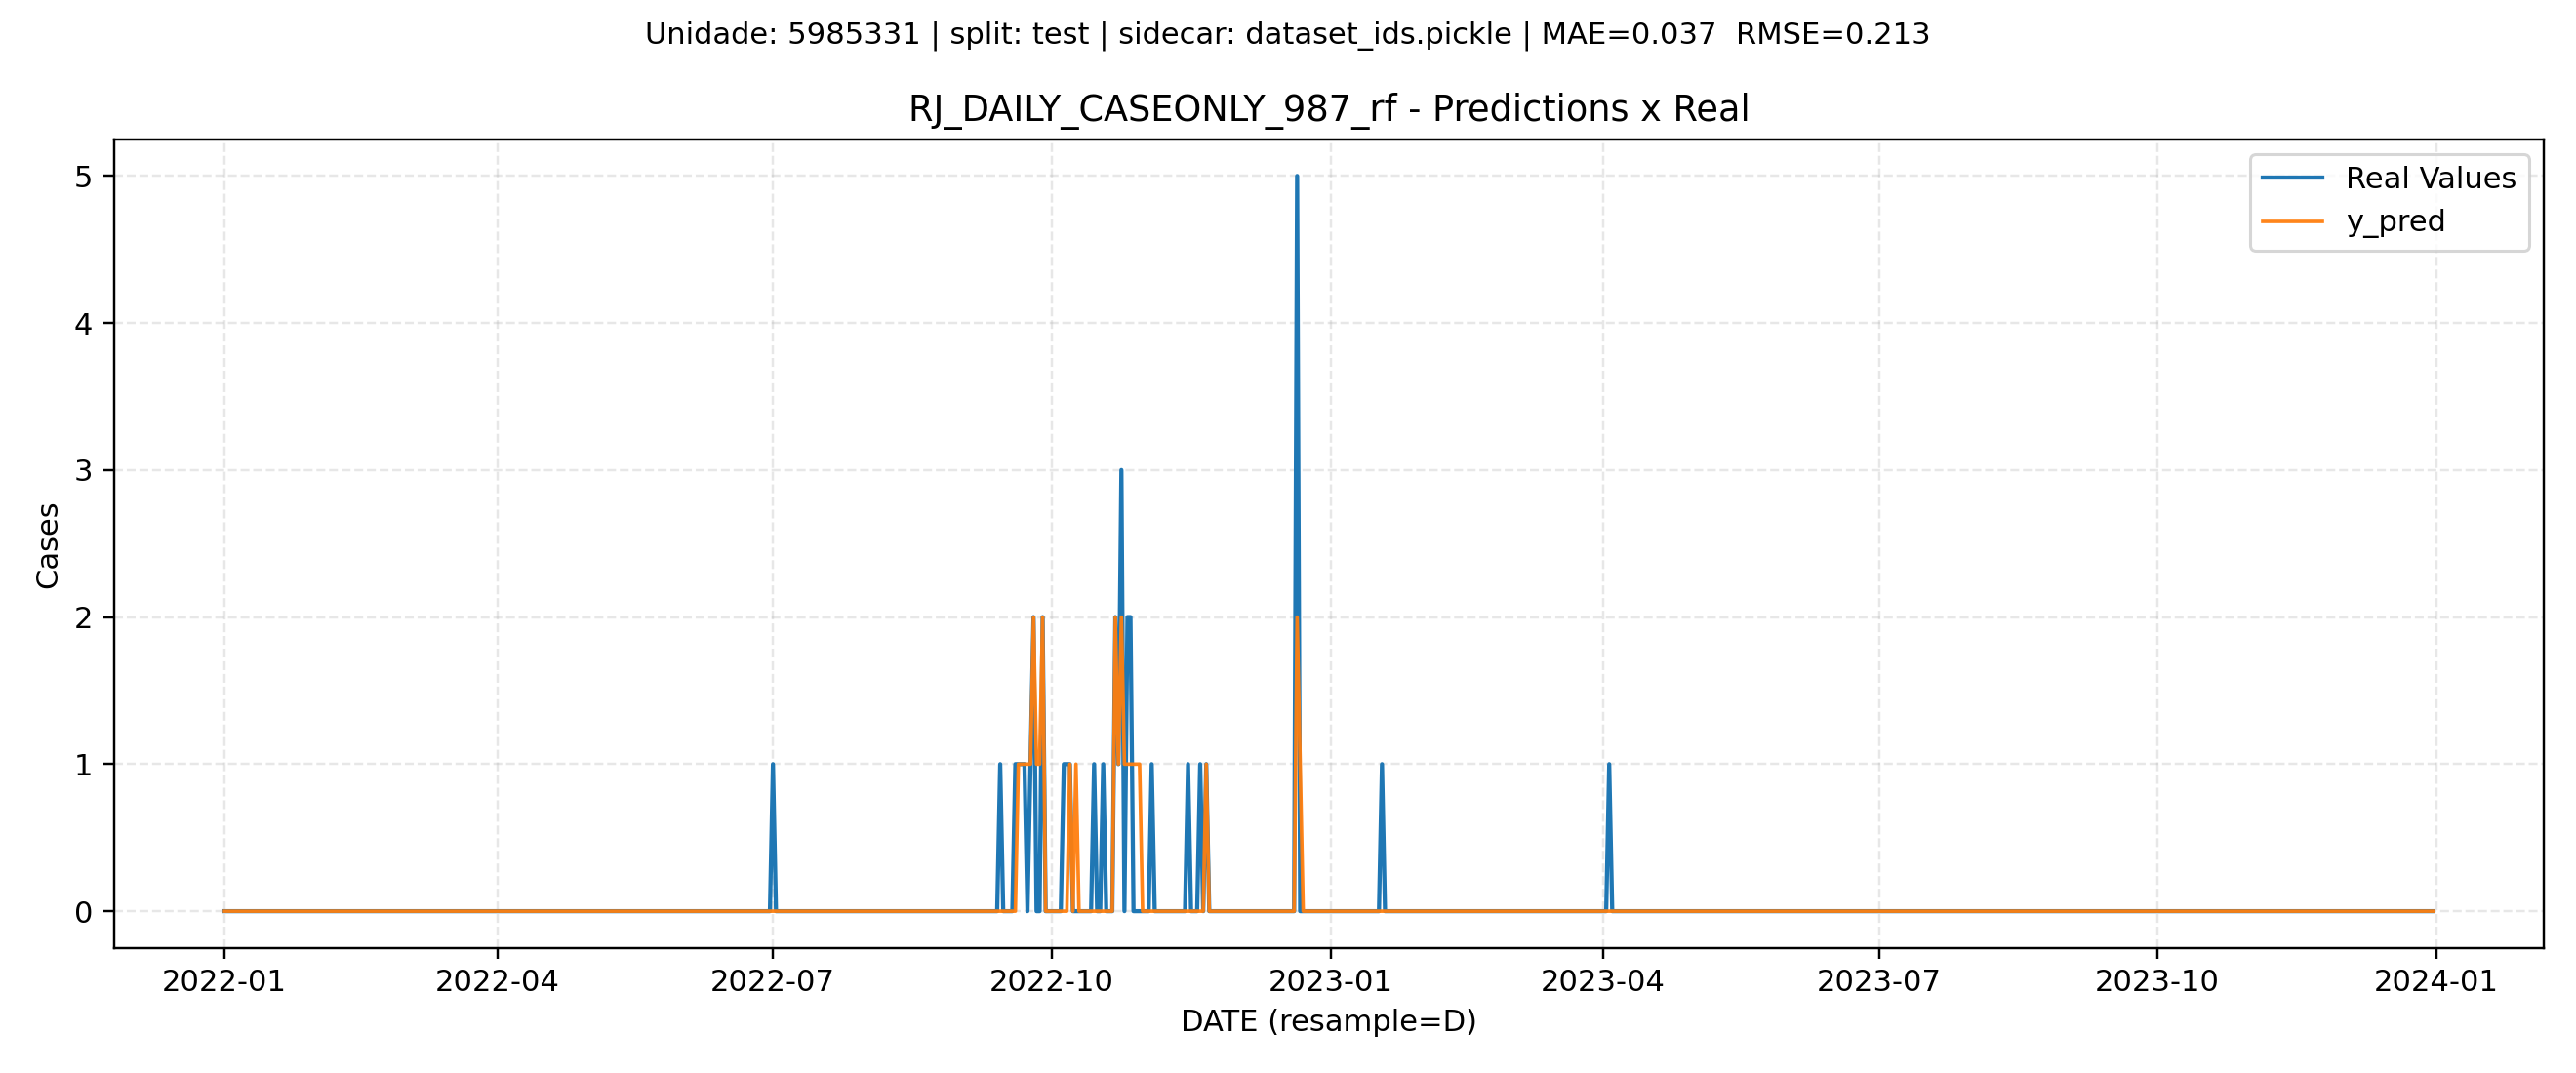 Unidade: 5985331 | split: test | sidecar: dataset_ids.pickle | MAE=0.037  RMSE=0.213
RJ_DAILY_CASEONLY_987_rf - Predictions x Real
Real Values
y_pred
5
4
3
2
1
0
Cases
2022-01 2022-04 2022-07 2022-10 2023-01 2023-04 2023-07 2023-10 2024-01
DATE (resample=D)